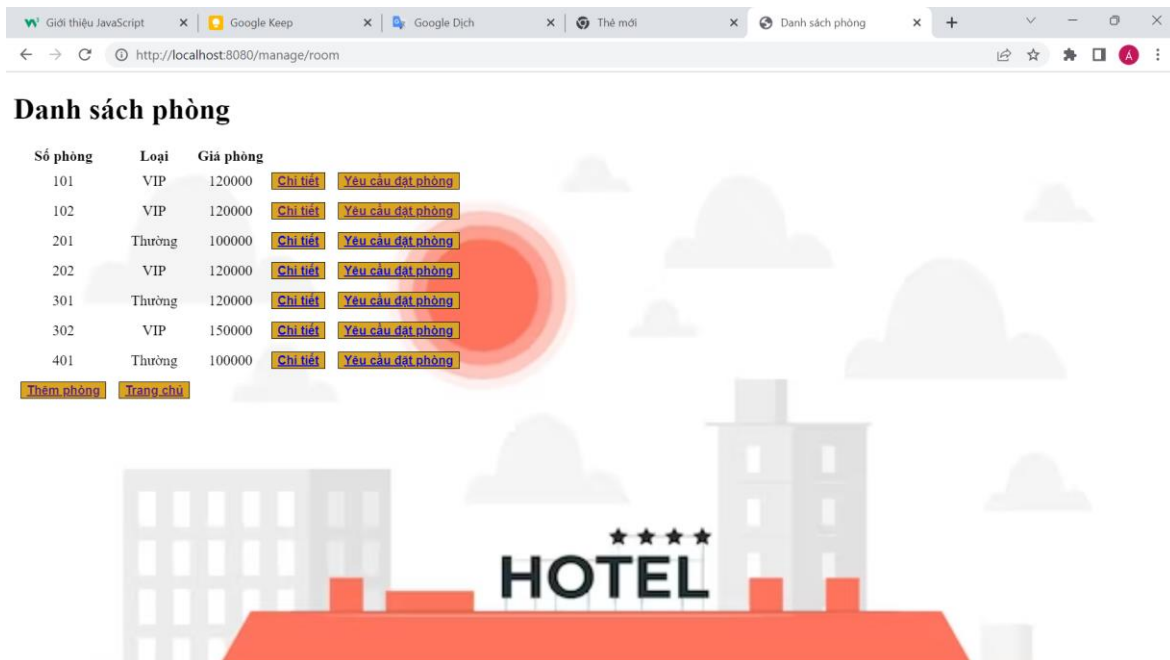 Giới thiệu JavaScript Google Keep Google Dịch Thẻ mới Danh sách phòng
http://localhost:8080/manage/room Á
Danh sách phòng
Số phòng Loại Giá phòng
101 VIP 120000 Chi tiết Yêu cầu đặt phòng
102 VIP 120000 Chi tiết Yêu cầu đặt phòng
201 Thường 100000 Chi tiết Yêu cầu đặt phòng
202 VIP 120000 Chi tiết Yêu cầu đặt phòng
301 Thường 120000 Chi tiết Yêu cầu đặt phòng
302 VIP 150000 Chi tiết Yêu cầu đặt phòng
401 Thường 100000 Chi tiết Yêu cầu đặt phòng
Thêm phòng Trang chủ
HOTEL